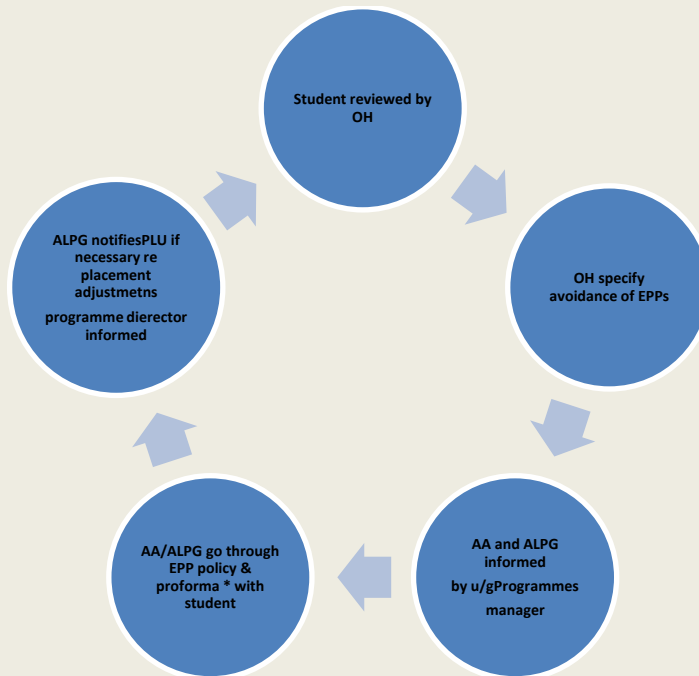 Student reviewed by
OH
OH specify
avoidance of EPPs
AA and ALPG
informed
by u/gProgrammes
manager
AA/ALPG go through
EPP policy &
proforma * with
student
ALPG notifiesPLU if
necessary re
placement
adjustmetns
programme dierector
informed